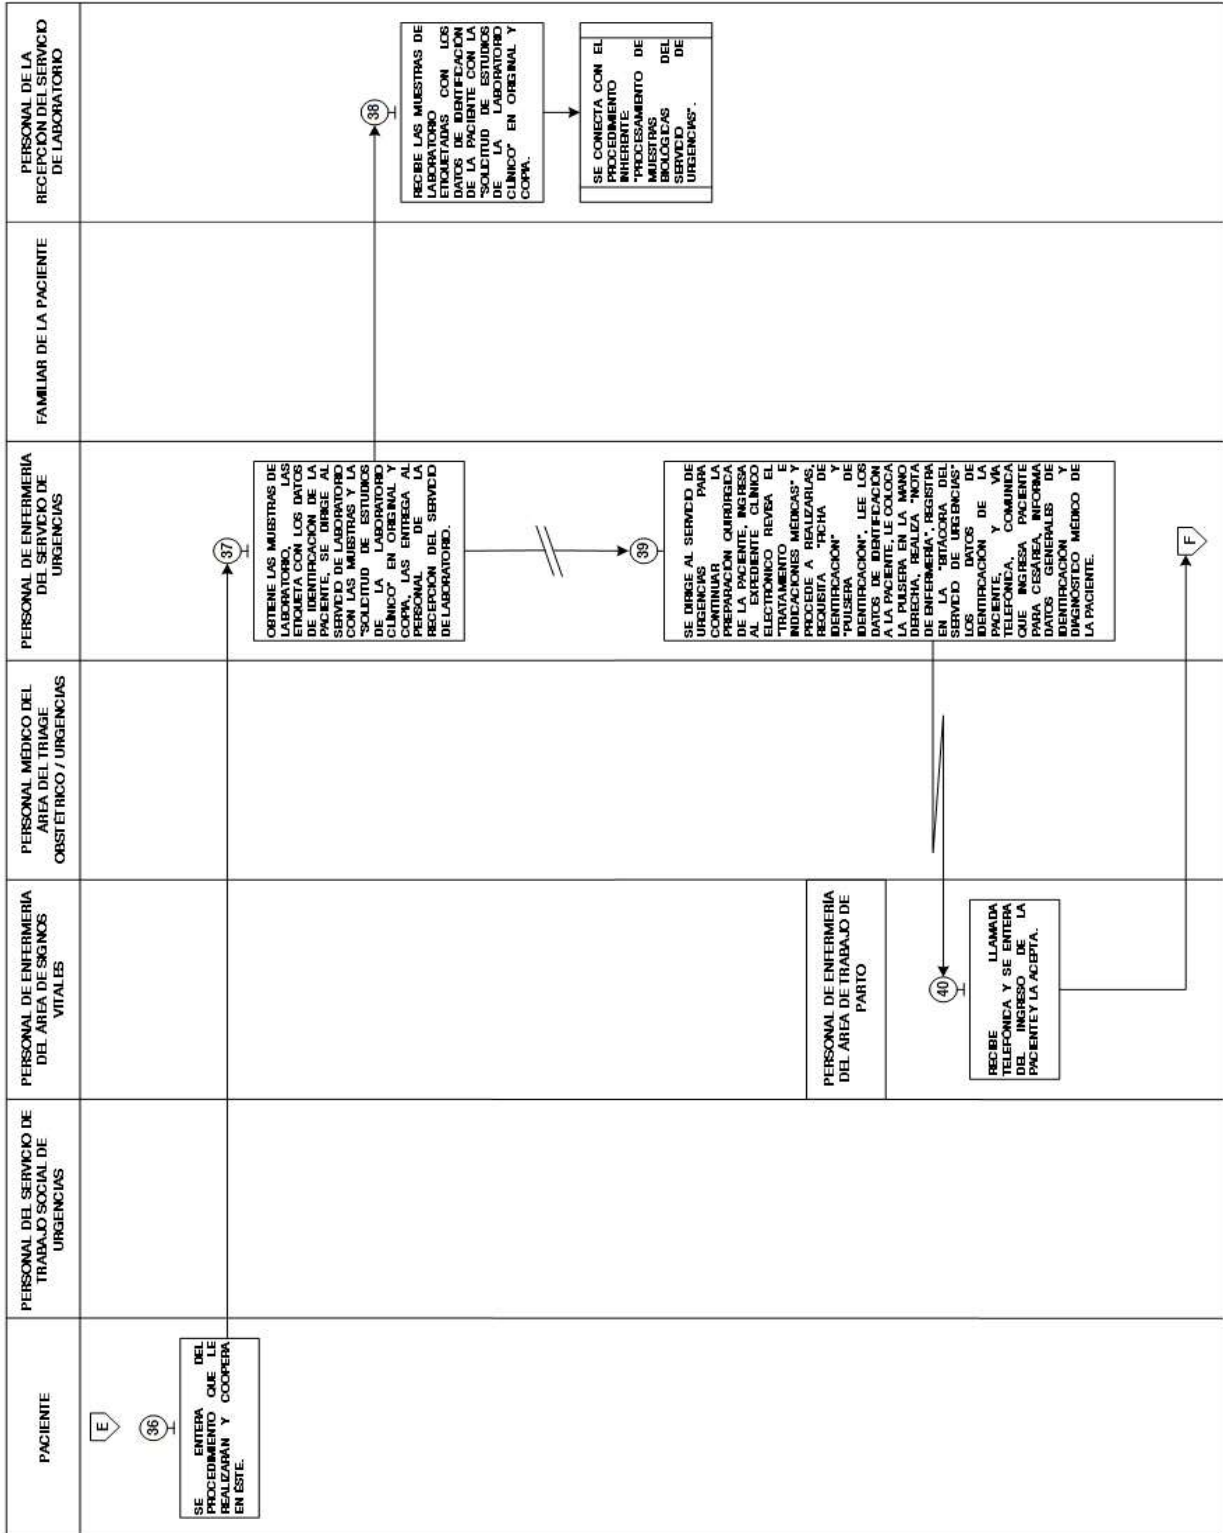 PACIENTE
PERSONAL DEL SERVICIO DE
TRABAJO SOCIAL DE
URGENCIAS
PERSONAL DE ENFERMERÍA
DEL ÁREA DE SIGNOS
VITALES
PERSONAL MÉDICO DEL
ÁREA DEL TRIAGE
OBSTÉTRICO / URGENCIAS
PERSONAL DE ENFERMERÍA
DEL SERVICIO DE
URGENCIAS
FAMILIAR DE LA PACIENTE
PERSONAL DE LA
RECEPCIÓN DEL SERVICIO
DE LABORATORIO
E
36
SE ENTERA DEL
PROCEDIMIENTO QUE LE
REALIZARÁN Y COOPERA
EN ÉSTE.
37
OBTIENE LAS MUESTRAS DE
LABORATORIO, LAS
ETIQUETA CON LOS DATOS
DE IDENTIFICACIÓN DE LA
PACIENTE, SE DIRIGE AL
SERVICIO DE LABORATORIO
CON LAS MUESTRAS Y LA
"SOLICITUD DE ESTUDIOS
DE LA LABORATORIO
CLÍNICO" EN ORIGINAL Y
COPIA, LAS ENTREGA AL
PERSONAL DE LA
RECEPCIÓN DEL SERVICIO
DE LABORATORIO.
38
RECIBE LAS MUESTRAS DE
LABORATORIO
ETIQUETADAS CON LOS
DATOS DE IDENTIFICACIÓN
DE LA PACIENTE CON LA
"SOLICITUD DE ESTUDIOS
DE LA LABORATORIO
CLÍNICO" EN ORIGINAL Y
COPIA.
SE CONECTA CON EL
PROCEDIMIENTO
INHERENTE:
"PROCESAMIENTO DE
MUESTRAS
BIOLÓGICAS DEL
SERVICIO DE
URGENCIAS".
39
SE DIRIGE AL SERVICIO DE
URGENCIAS PARA
CONTINUAR LA
PREPARACIÓN QUIRÚRGICA
DE LA PACIENTE, INGRESA
AL EXPEDIENTE CLÍNICO
ELECTRÓNICO REVISA EL
"TRATAMIENTO E
INDICACIONES MÉDICAS" Y
PROCEDE A REALIZARLAS,
REQUISITA "FICHA DE
IDENTIFICACIÓN" Y
"PULSERA DE
IDENTIFICACIÓN", LEE LOS
DATOS DE IDENTIFICACIÓN
A LA PACIENTE, LE COLOCA
LA PULSERA EN LA MANO
DERECHA, REALIZA "NOTA
DE ENFERMERÍA", REGISTRA
EN LA "BITÁCORA DEL
SERVICIO DE URGENCIAS"
LOS DATOS DE
IDENTIFICACIÓN DE LA
PACIENTE, Y VÍA
TELEFÓNICA, COMUNICA
QUE INGRESA PACIENTE
PARA CESÁREA, INFORMA
DATOS GENERALES DE
IDENTIFICACIÓN Y
DIAGNÓSTICO MÉDICO DE
LA PACIENTE.
PERSONAL DE ENFERMERÍA
DEL ÁREA DE TRABAJO DE
PARTO
40
RECIBE LLAMADA
TELEFÓNICA Y SE ENTERA
DEL INGRESO DE LA
PACIENTE Y LA ACEPTA.
F